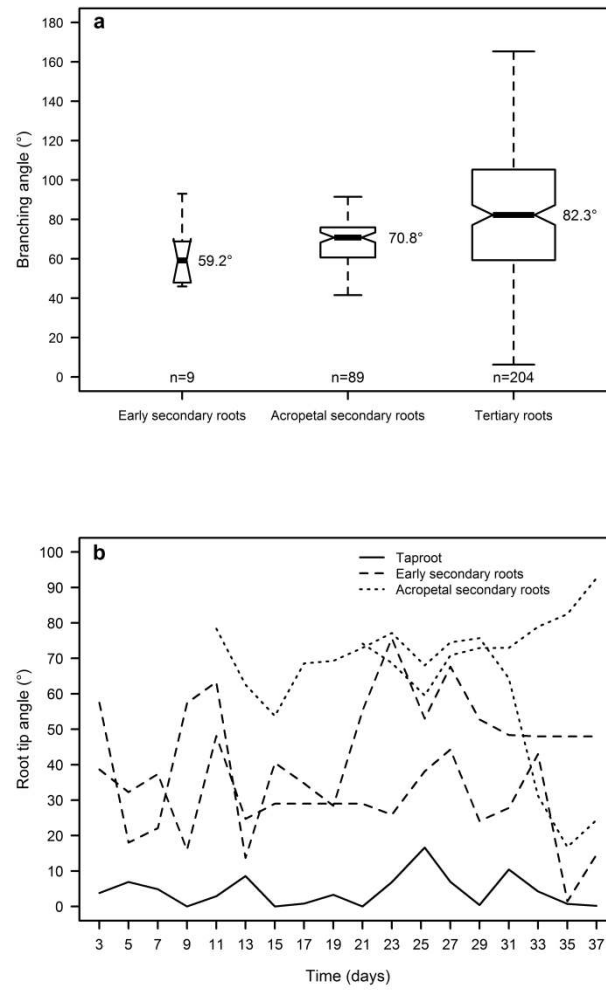 a
180
160
140
120
100
80
60
40
20
0
Branching angle (°)
59.2°
70.8°
82.3°
n=9 n=89 n=204
Early secondary roots Acropetal secondary roots Tertiary roots
b
100
90
80
70
60
50
40
30
20
10
0
Root tip angle (°)
Taproot
Early secondary roots
Acropetal secondary roots
3 5 7 9 11 13 15 17 19 21 23 25 27 29 31 33 35 37
Time (days)